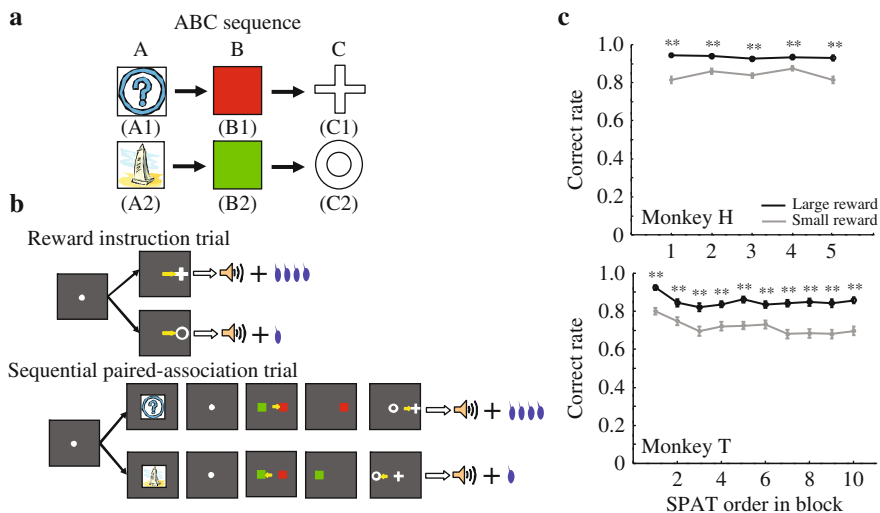 a
ABC sequence
A B C
?
(A1) (B1) (C1)
(A2) (B2) (C2)
b
Reward instruction trial
+
+
Sequential paired-association trial
?
+
+
c
** ** ** ** **
1.0
0.8
0.6
0.4
0.2
0
Correct rate
Large reward
Small reward
Monkey H
1 2 3 4 5
** ** ** ** ** ** ** ** ** **
1.0
0.8
0.6
0.4
0.2
0
Correct rate
Monkey T
2 4 6 8 10
SPAT order in block